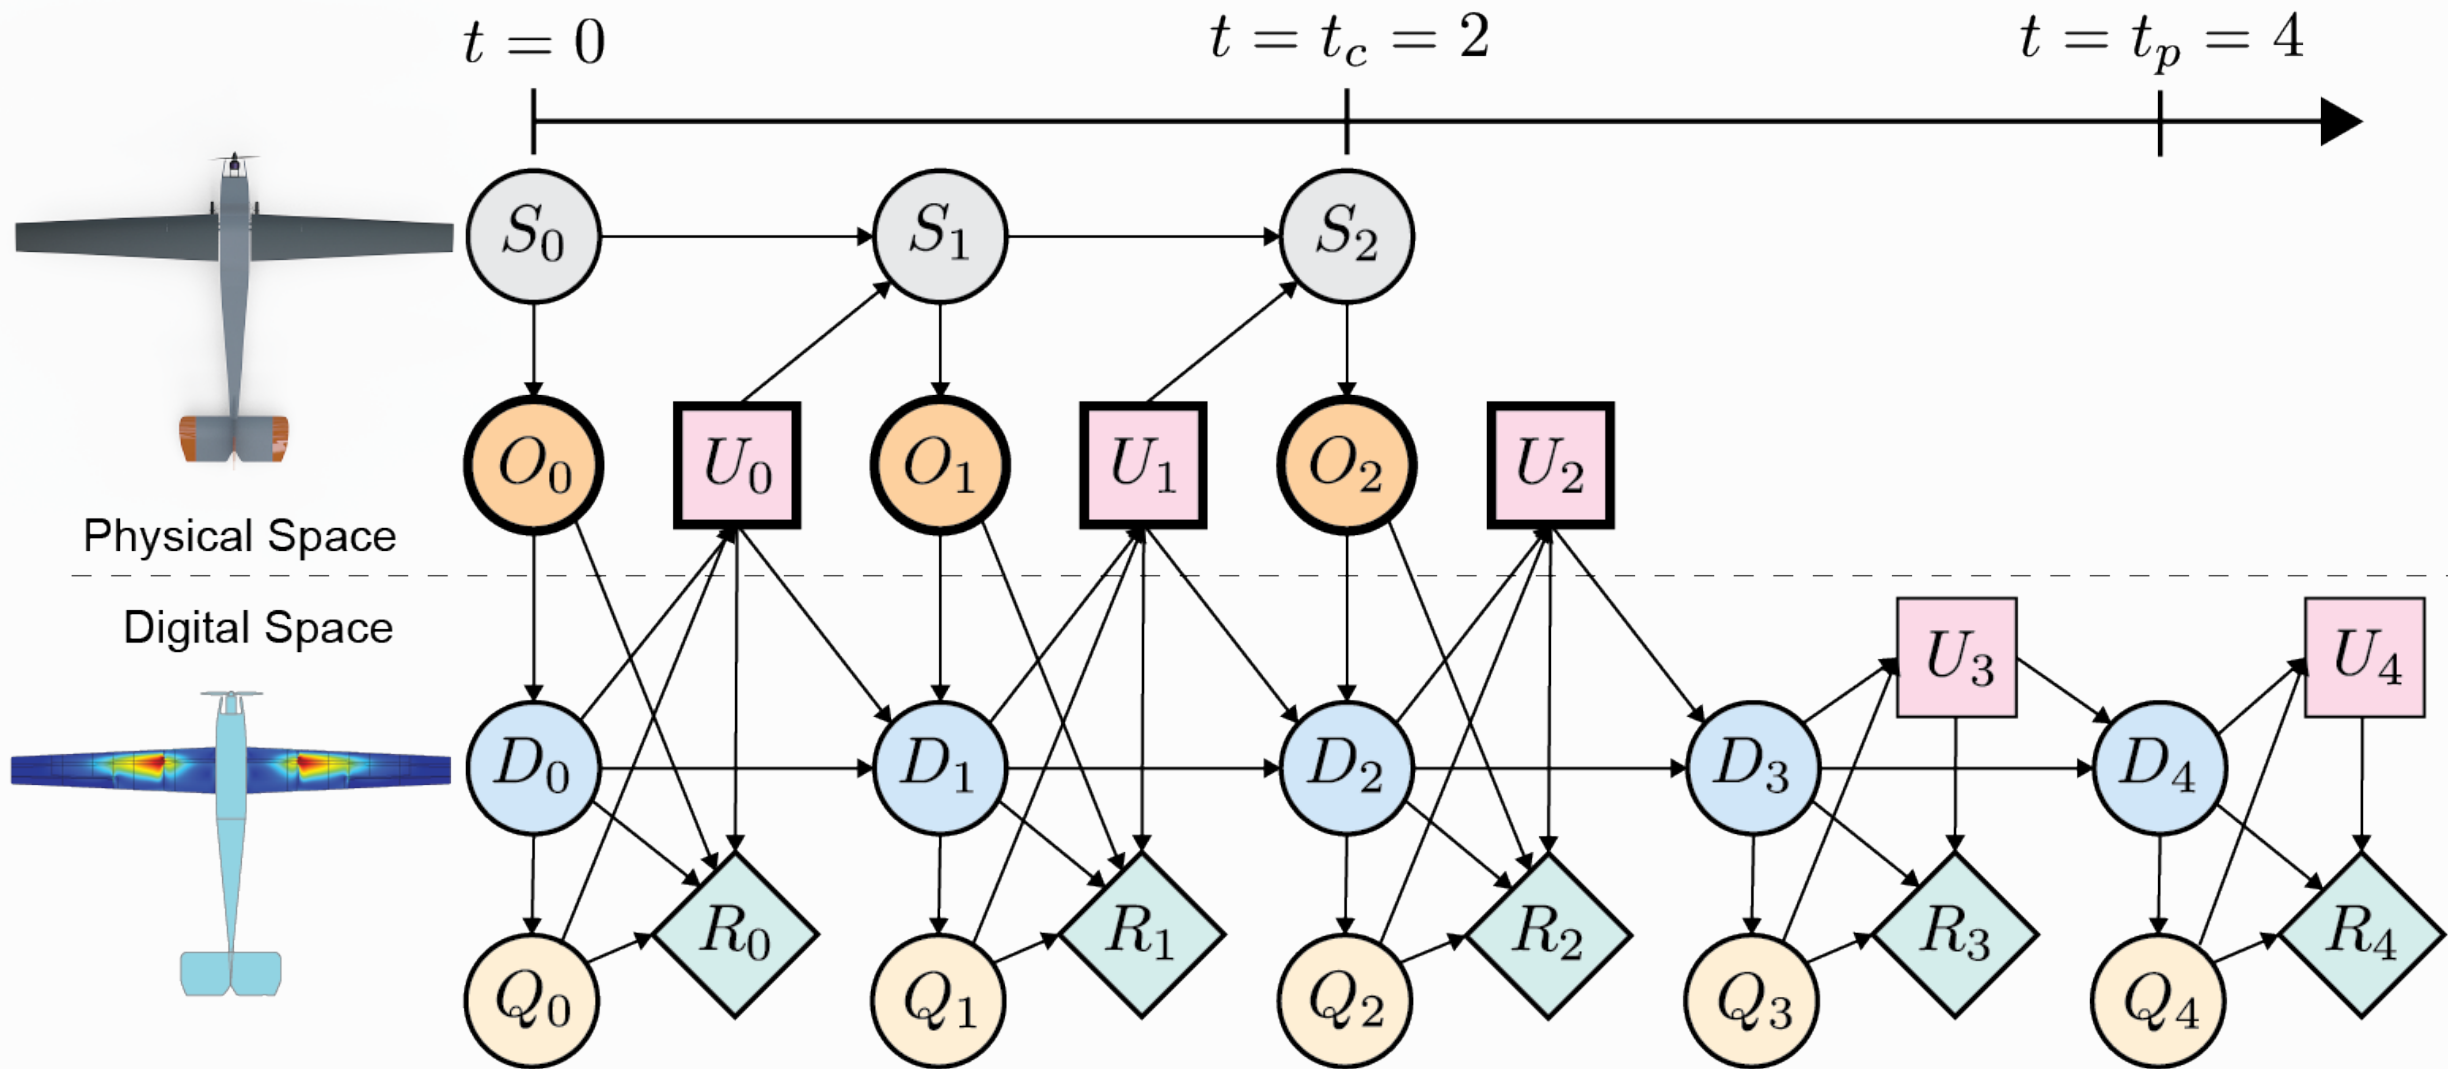 t = 0
t = t_c = 2
t = t_p = 4
S_0
S_1
S_2
O_0
U_0
O_1
U_1
O_2
U_2
Physical Space
Digital Space
U_3
U_4
D_0
D_1
D_2
D_3
D_4
R_0
R_1
R_2
R_3
R_4
Q_0
Q_1
Q_2
Q_3
Q_4